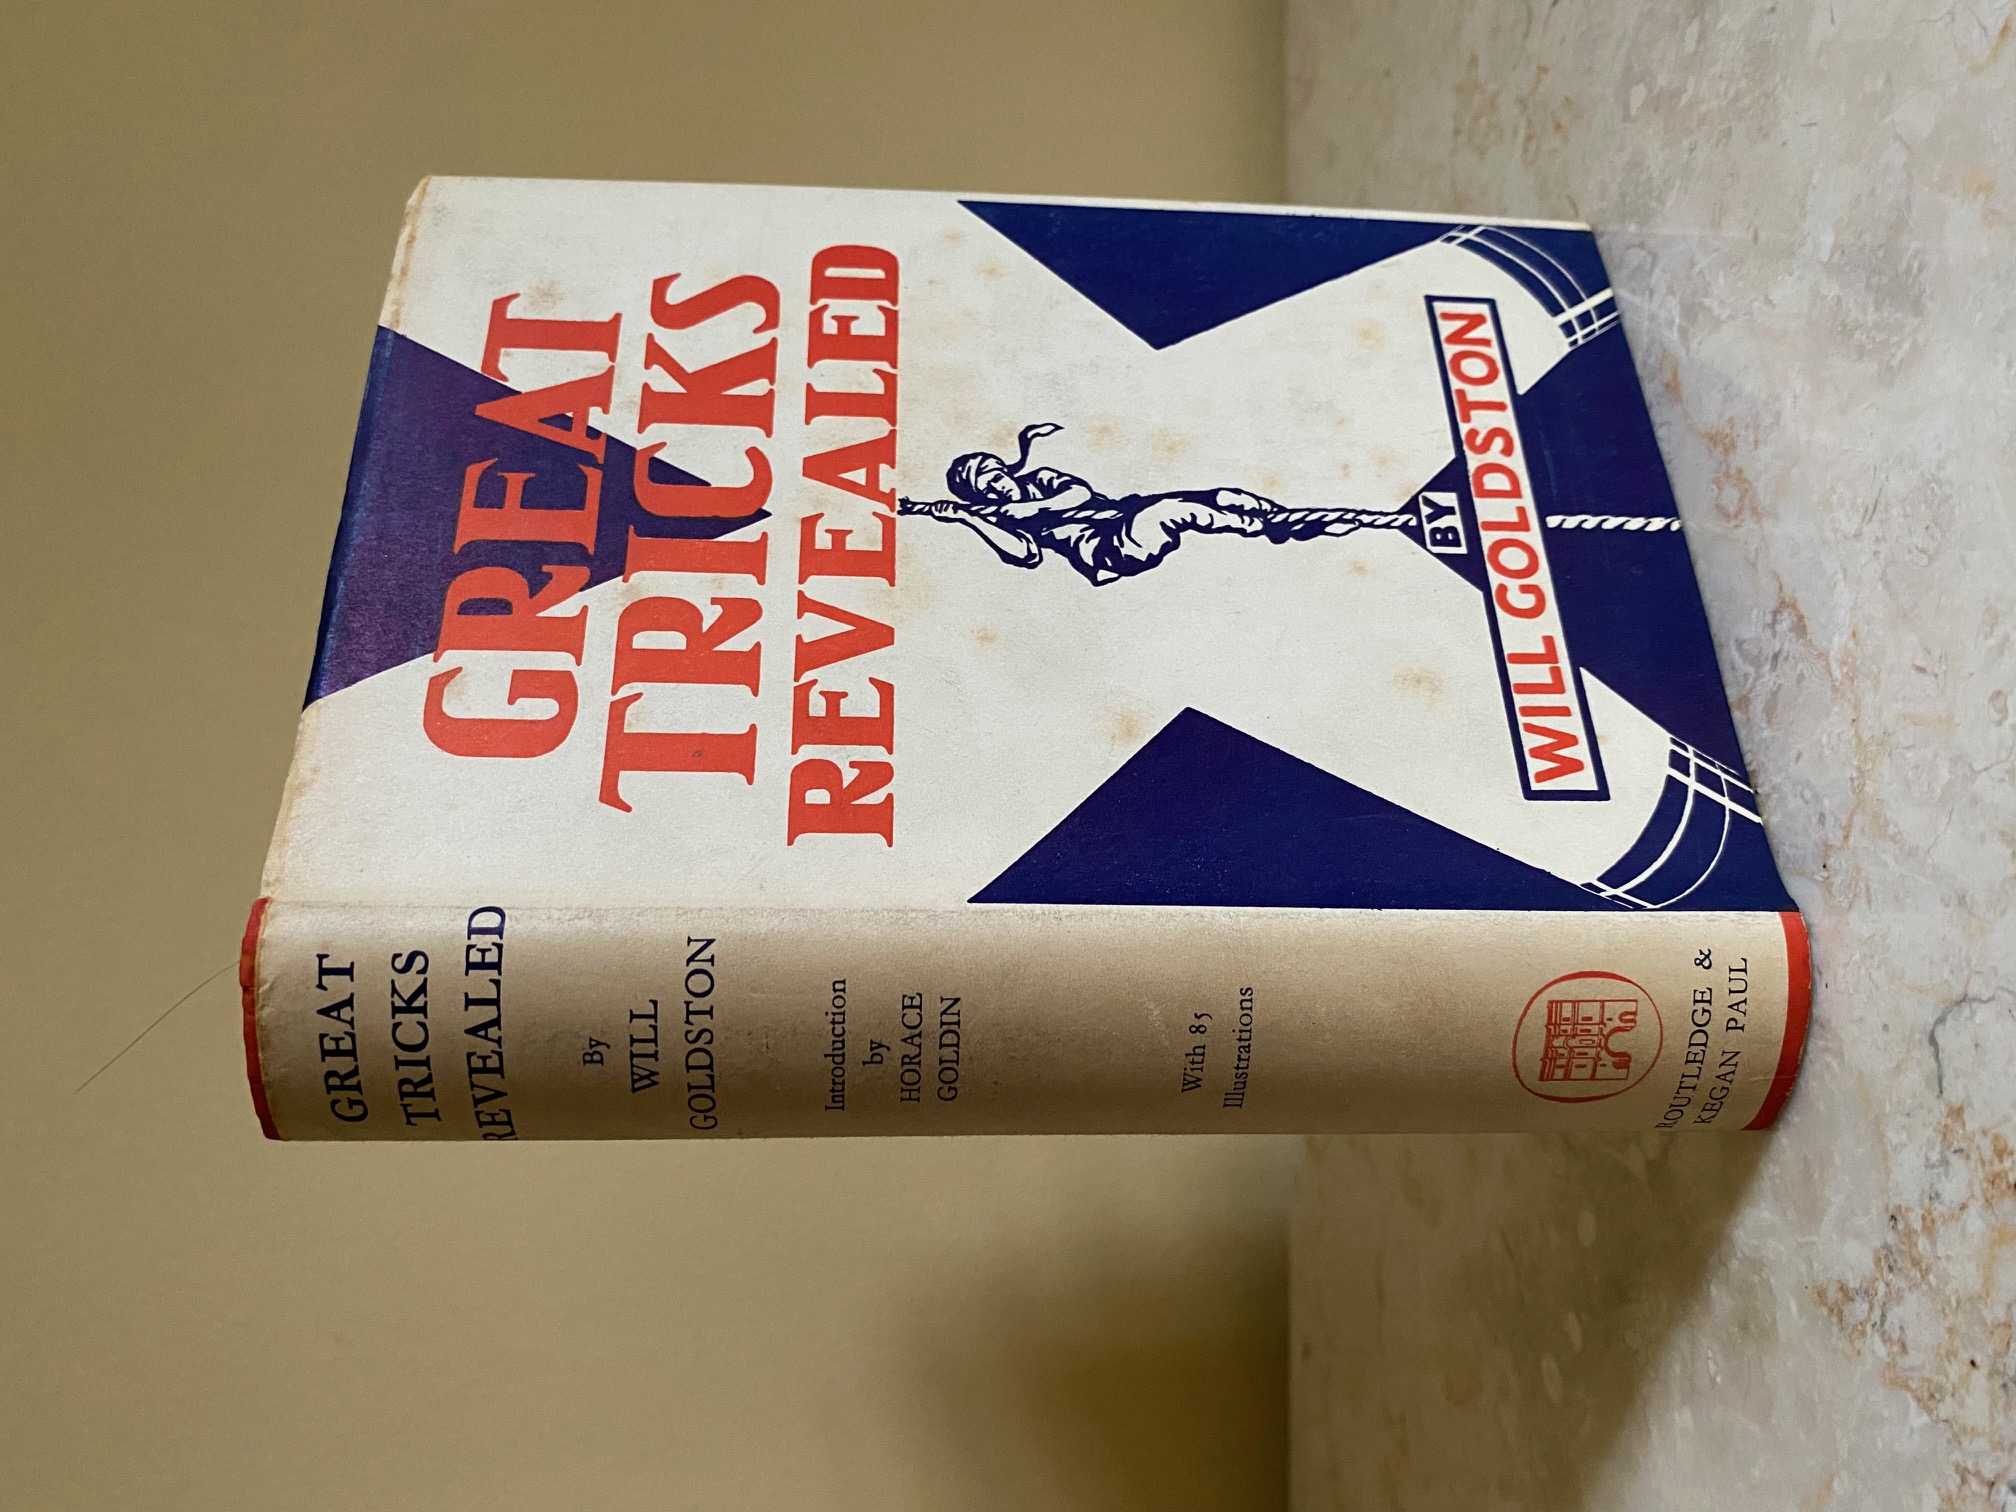 GREAT
TRICKS
REVEALED
BY
WILL GOLDSTON
GREAT
TRICKS
REVEALED
By
WILL
GOLDSTON
Introduction
by
HORACE
GOLDIN
With 85
Illustrations
ROUTLEDGE &
KEGAN PAUL